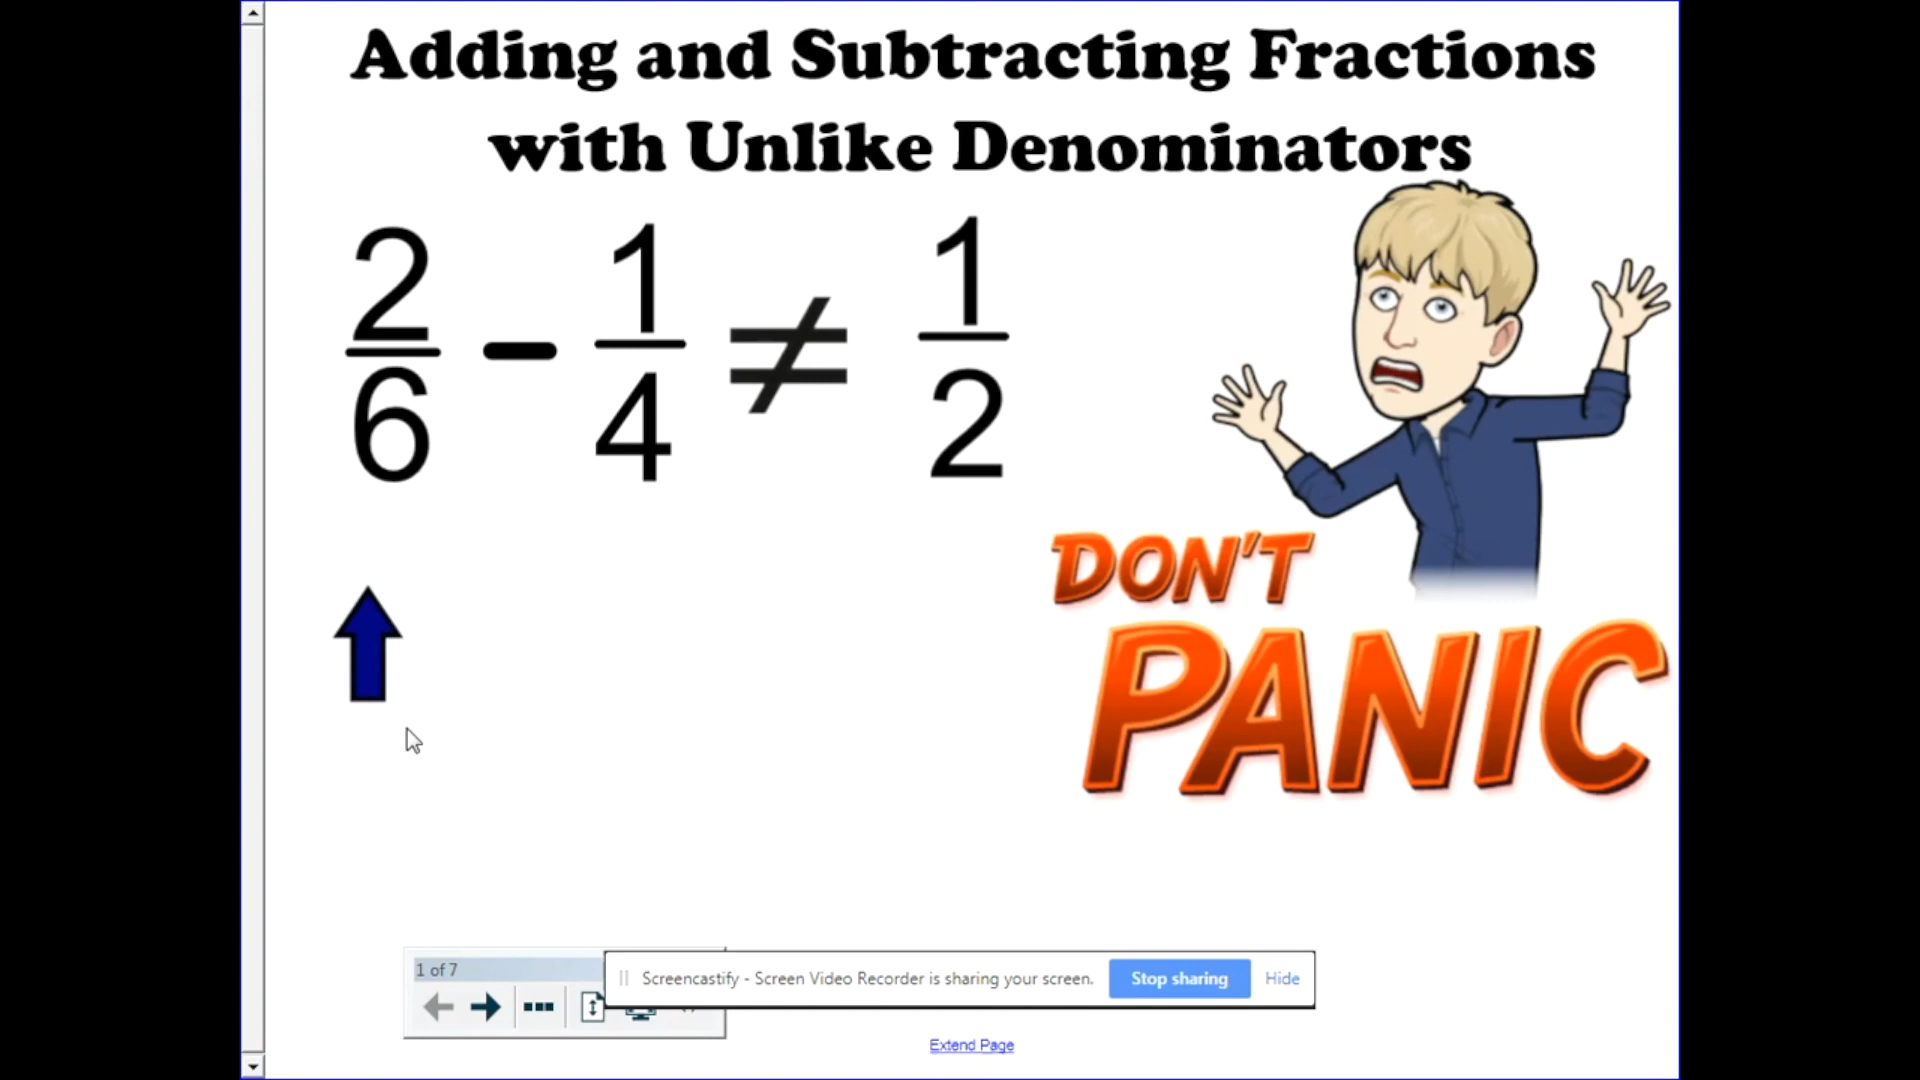 Adding and Subtracting Fractions
with Unlike Denominators
2/6 - 1/4 ≠ 1/2
DON'T
PANIC
1 of 7
Screencastify - Screen Video Recorder is sharing your screen. Stop sharing Hide
Extend Page